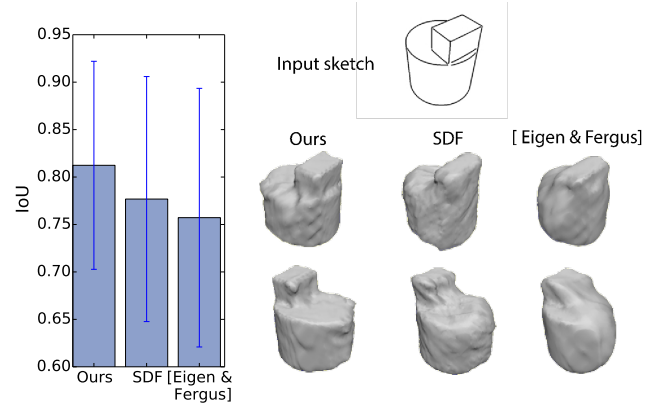 0.95
0.90
0.85
0.80
0.75
0.70
0.65
0.60
IoU
Ours
SDF
[Eigen &
Fergus]
Input sketch
Ours
SDF
[ Eigen & Fergus]